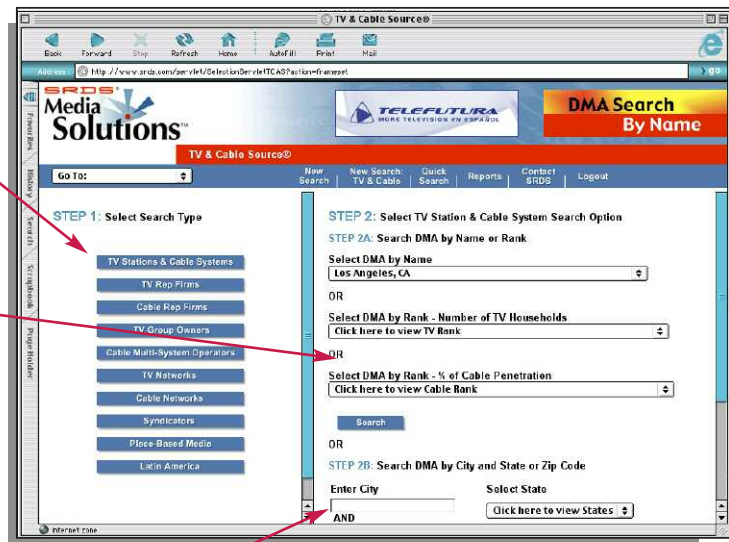 TV & Cable Source®
Back Forward Stop Refresh Home AutoFill Print Mail
Address: http://www.srds.com/servlet/SelectionServletTCAS?action=frameset go
Favorites
History
Search
Scrapbook
Page Holder
SRDS
Media
Solutions™
TELEFUTURA
MORE TELEVISION EN ESPAÑOL
DMA Search
By Name
TV & Cable Source®
Go To:
New Search
New Search: TV & Cable
Quick Search
Reports
Contact SRDS
Logout
STEP 1: Select Search Type
TV Stations & Cable Systems
TV Rep Firms
Cable Rep Firms
TV Group Owners
Cable Multi-System Operators
TV Networks
Cable Networks
Syndicators
Place-Based Media
Latin America
STEP 2: Select TV Station & Cable System Search Option
STEP 2A: Search DMA by Name or Rank
Select DMA by Name
Los Angeles, CA
OR
Select DMA by Rank - Number of TV Households
Click here to view TV Rank
OR
Select DMA by Rank - % of Cable Penetration
Click here to view Cable Rank
Search
OR
STEP 2B: Search DMA by City and State or Zip Code
Enter City Select State
Click here to view States
AND
Internet zone